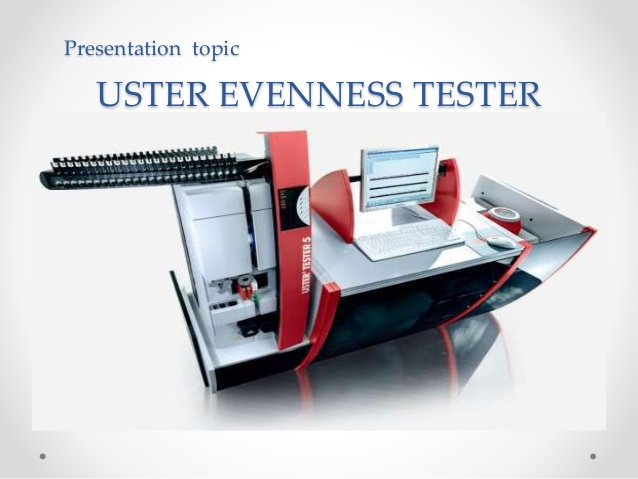 Presentation topic
USTER EVENNESS TESTER
USTER® TESTER 5